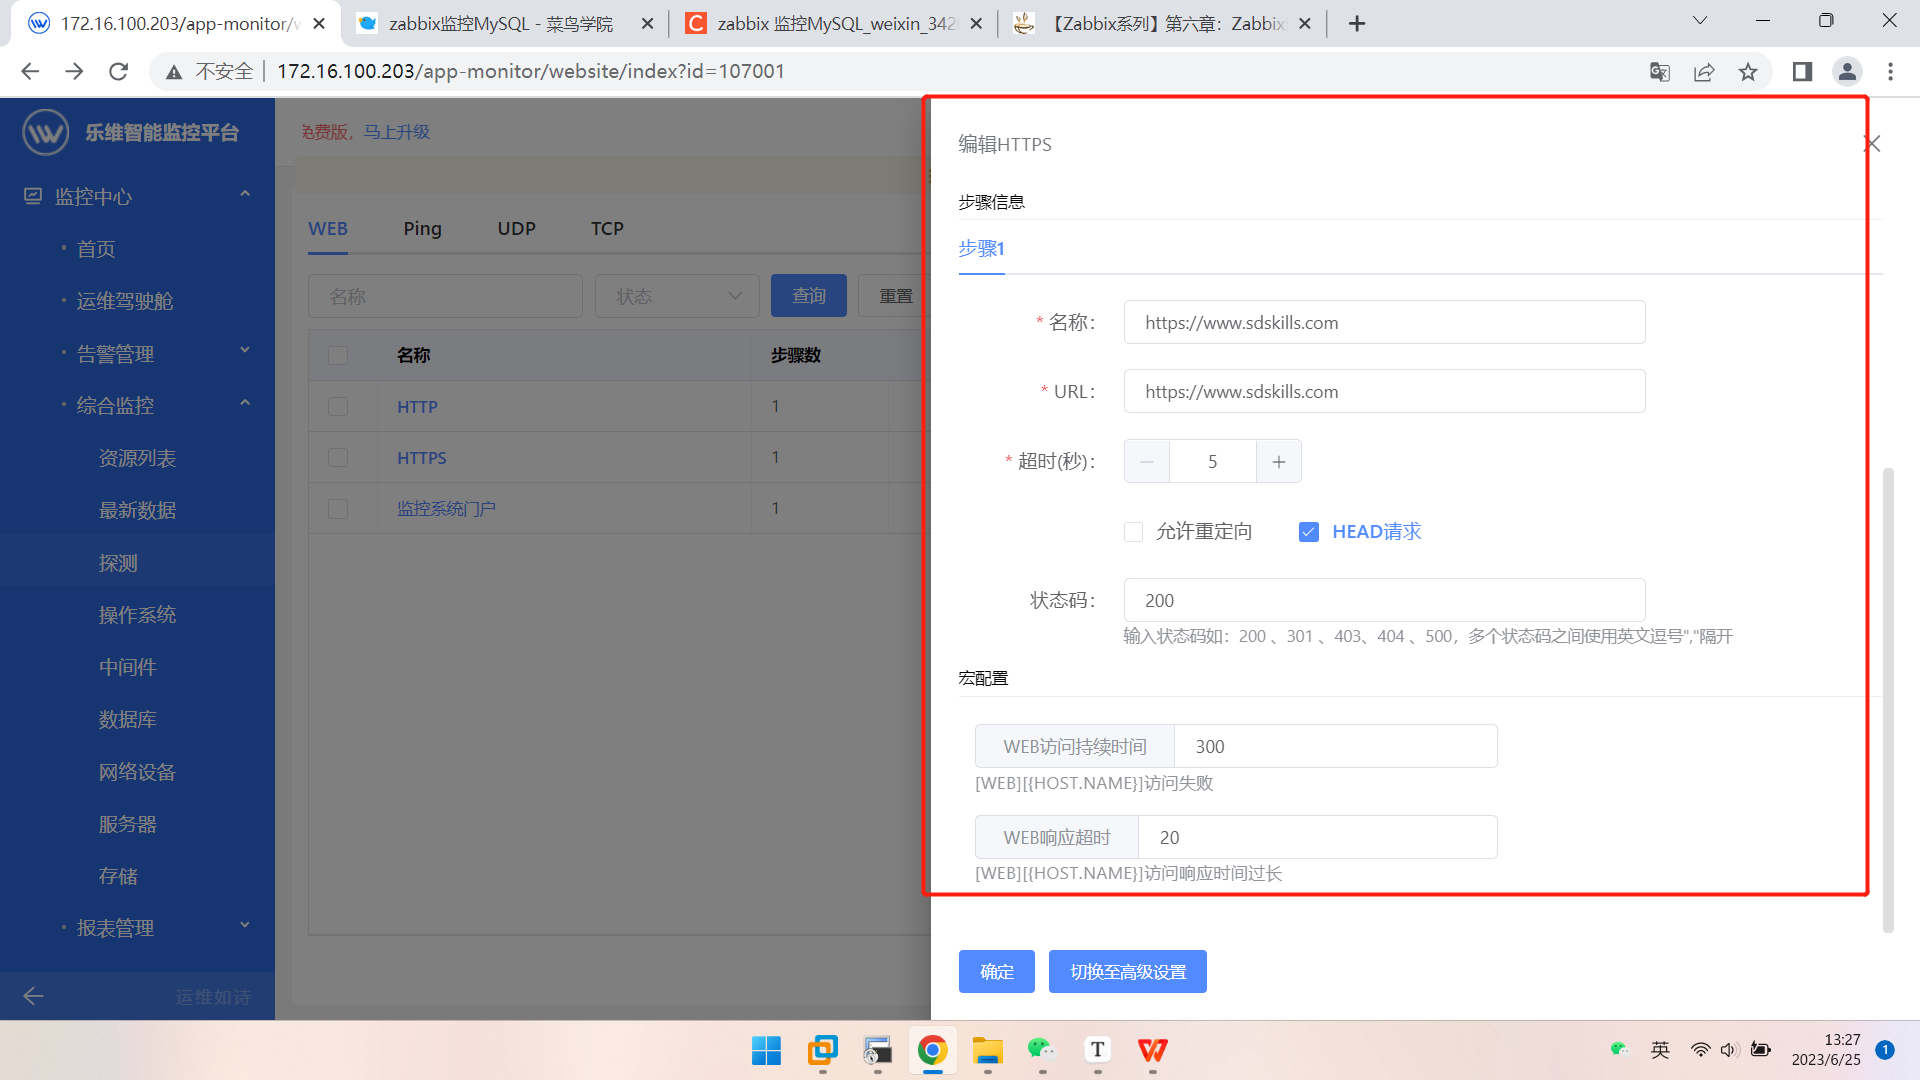 172.16.100.203/app-monitor/w
zabbix监控MySQL - 菜鸟学院
zabbix 监控MySQL_weixin_342
【Zabbix系列】第六章：Zabbix
不安全
172.16.100.203/app-monitor/website/index?id=107001
乐维智能监控平台
监控中心
首页
运维驾驶舱
告警管理
综合监控
资源列表
最新数据
探测
操作系统
中间件
数据库
网络设备
服务器
存储
报表管理
运维如诗
免费版，马上升级
WEB
Ping
UDP
TCP
名称
状态
查询
重置
名称
步骤数
HTTP
1
HTTPS
1
监控系统门户
1
编辑HTTPS
步骤信息
步骤1
* 名称：
https://www.sdskills.com
* URL：
https://www.sdskills.com
* 超时(秒)：
5
允许重定向
HEAD请求
状态码：
200
输入状态码如：200 、301 、403、404 、500，多个状态码之间使用英文逗号","隔开
宏配置
WEB访问持续时间
300
[WEB][{HOST.NAME}]访问失败
WEB响应超时
20
[WEB][{HOST.NAME}]访问响应时间过长
确定
切换至高级设置
英
13:27
2023/6/25
1